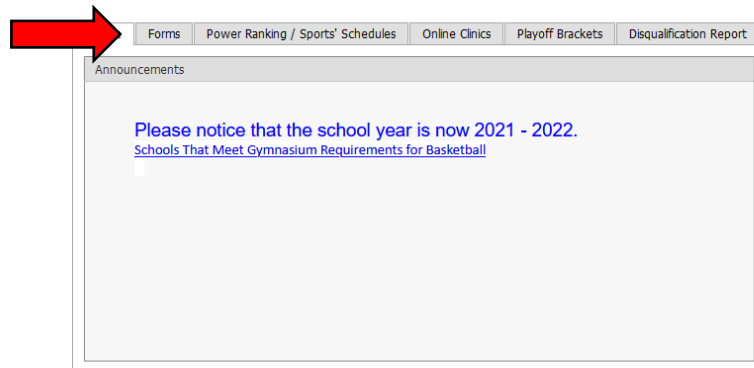 Forms Power Ranking / Sports' Schedules Online Clinics Playoff Brackets Disqualification Report
Announcements
Please notice that the school year is now 2021 - 2022.
Schools That Meet Gymnasium Requirements for Basketball